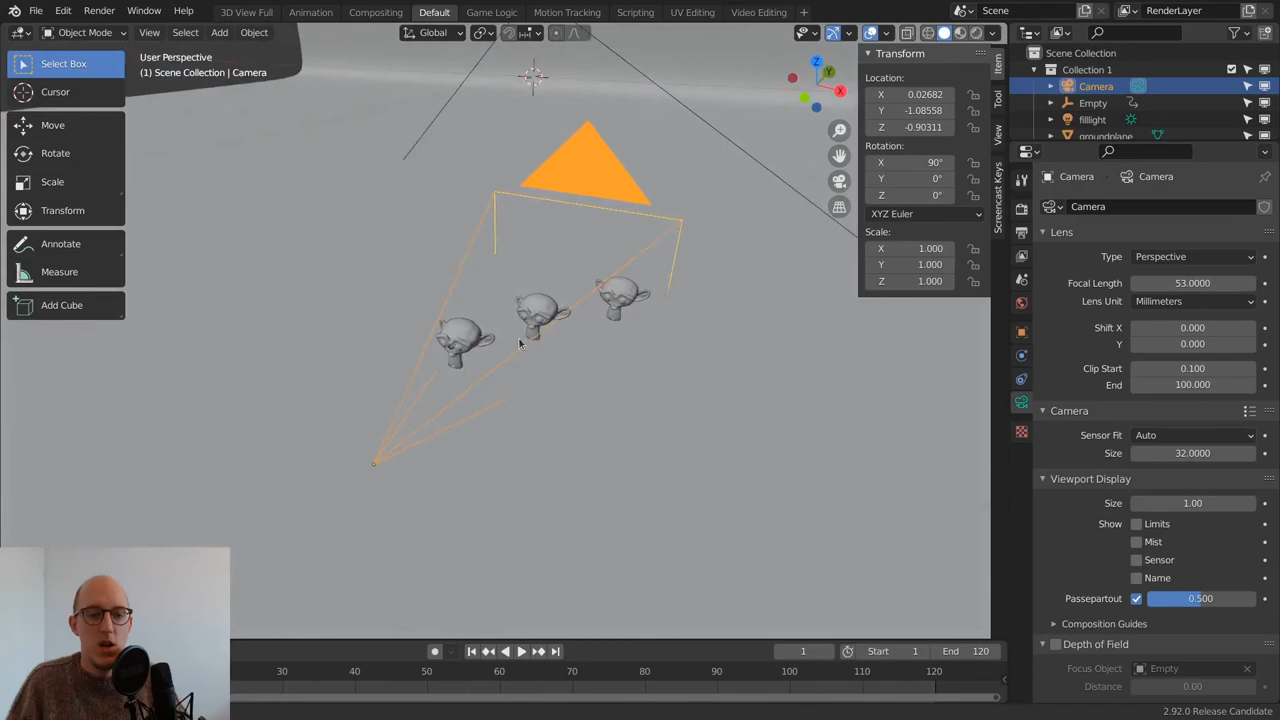 File Edit Render Window Help 3D View Full Animation Compositing Default Game Logic Motion Tracking Scripting UV Editing Video Editing + Scene RenderLayer
Object Mode View Select Add Object Global
User Perspective
(1) Scene Collection | Camera
Select Box
Cursor
Move
Rotate
Scale
Transform
Annotate
Measure
Add Cube
Z
Y
X
Transform
Location:
X 0.02682
Y -1.08558
Z -0.90311
Rotation:
X 90°
Y 0°
Z 0°
XYZ Euler
Scale:
X 1.000
Y 1.000
Z 1.000
Item
Tool
View
Screencast Keys
Scene Collection
Collection 1
Camera
Empty
filllight
groundplane
Camera Camera
Camera
Lens
Type Perspective
Focal Length 53.0000
Lens Unit Millimeters
Shift X 0.000
Y 0.000
Clip Start 0.100
End 100.000
Camera
Sensor Fit Auto
Size 32.0000
Viewport Display
Size 1.00
Show Limits
Mist
Sensor
Name
Passepartout 0.500
Composition Guides
Depth of Field
Focus Object Empty
Distance 0.00
1 Start 1 End 120
30 40 50 60 70 80 90 100 110 120
2.92.0 Release Candidate